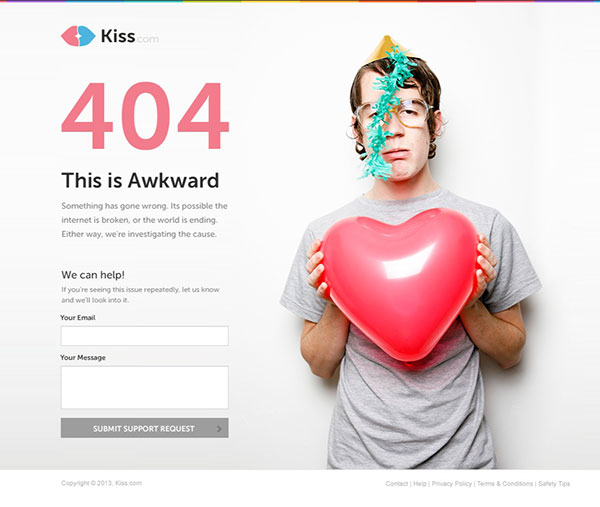 Kiss.com
404
This is Awkward
Something has gone wrong. Its possible the
internet is broken, or the world is ending.
Either way, we're investigating the cause.
We can help!
If you're seeing this issue repeatedly, let us know
and we'll look into it.
Your Email
Your Message
SUBMIT SUPPORT REQUEST
Copyright © 2013, Kiss.com
Contact | Help | Privacy Policy | Terms & Conditions | Safety Tips